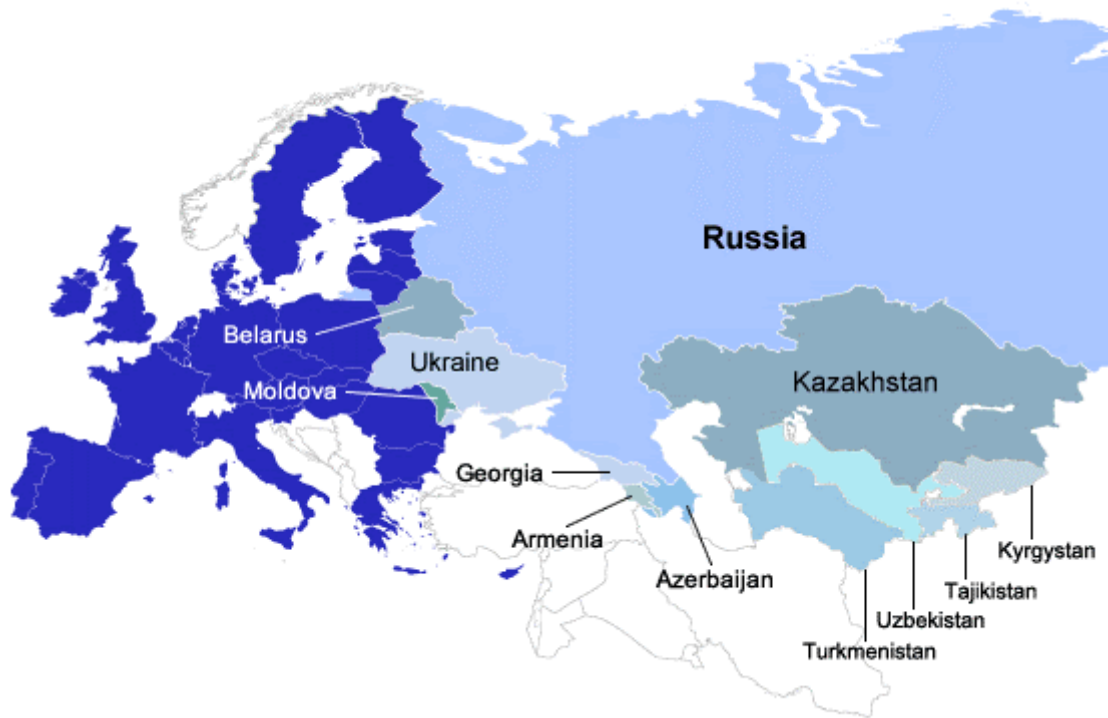 Russia
Belarus
Ukraine
Kazakhstan
Moldova
Georgia
Armenia
Kyrgystan
Azerbaijan
Tajikistan
Uzbekistan
Turkmenistan